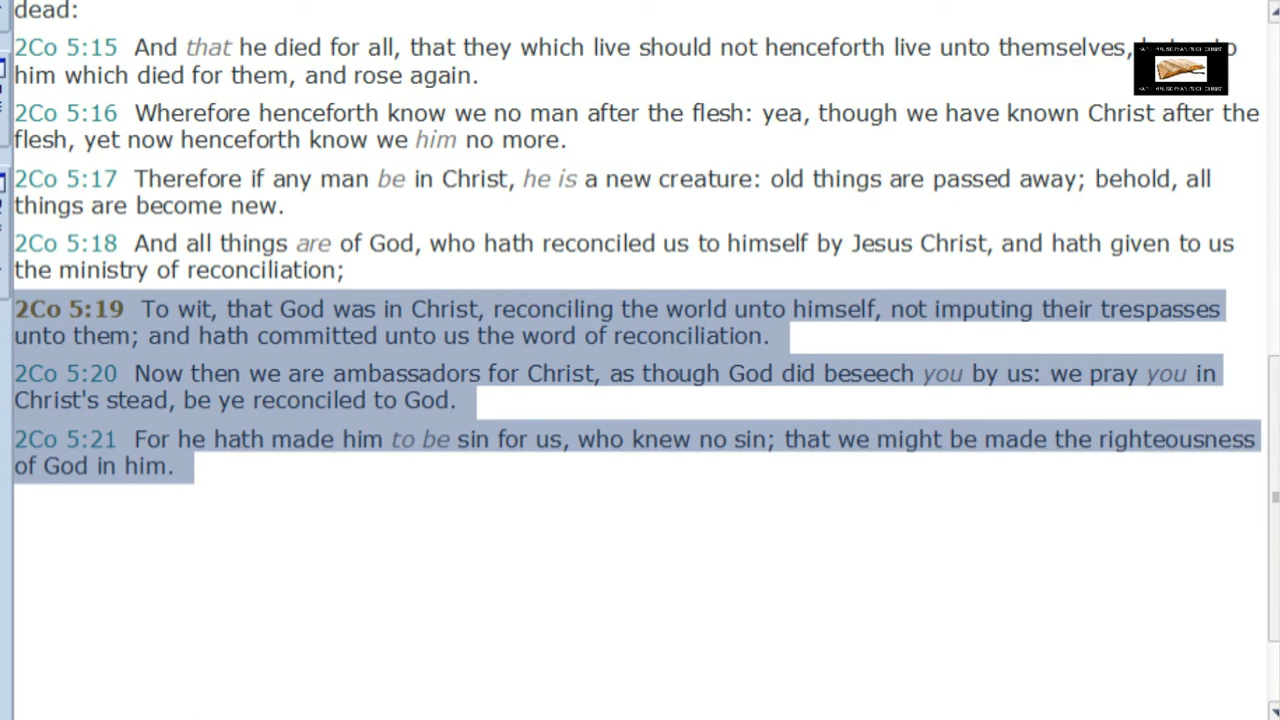 dead:
2Co 5:15 And that he died for all, that they which live should not henceforth live unto themselves,
him which died for them, and rose again.
2Co 5:16 Wherefore henceforth know we no man after the flesh: yea, though we have known Christ after the
flesh, yet now henceforth know we him no more.
2Co 5:17 Therefore if any man be in Christ, he is a new creature: old things are passed away; behold, all
things are become new.
2Co 5:18 And all things are of God, who hath reconciled us to himself by Jesus Christ, and hath given to us
the ministry of reconciliation;
2Co 5:19 To wit, that God was in Christ, reconciling the world unto himself, not imputing their trespasses
unto them; and hath committed unto us the word of reconciliation.
2Co 5:20 Now then we are ambassadors for Christ, as though God did beseech you by us: we pray you in
Christ's stead, be ye reconciled to God.
2Co 5:21 For he hath made him to be sin for us, who knew no sin; that we might be made the righteousness
of God in him.